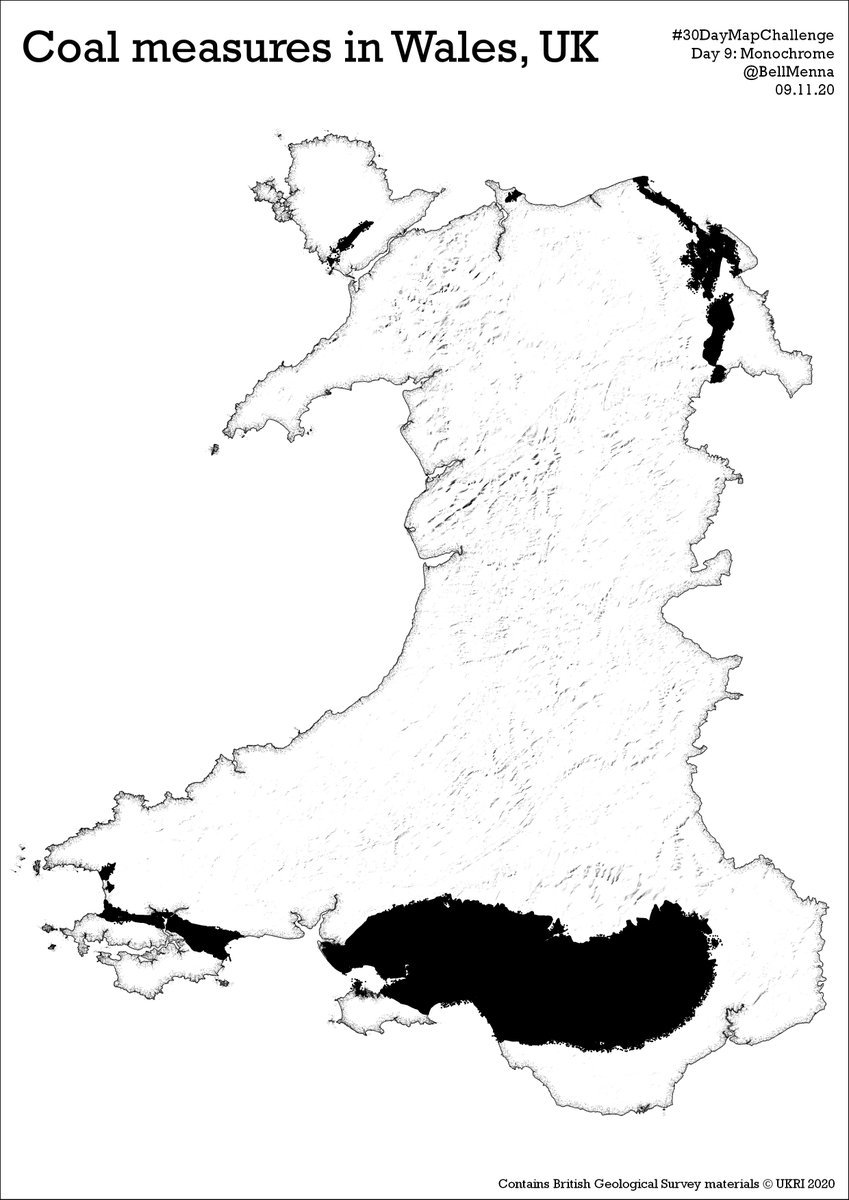 Coal measures in Wales, UK
#30DayMapChallenge
Day 9: Monochrome
@BellMenna
09.11.20
Contains British Geological Survey materials © UKRI 2020